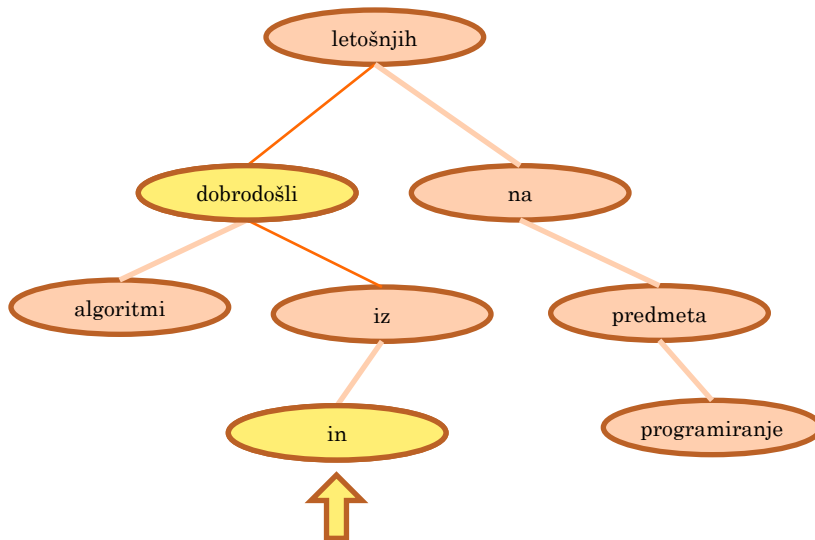 letošnjih
dobrodošli
na
algoritmi
iz
predmeta
in
programiranje